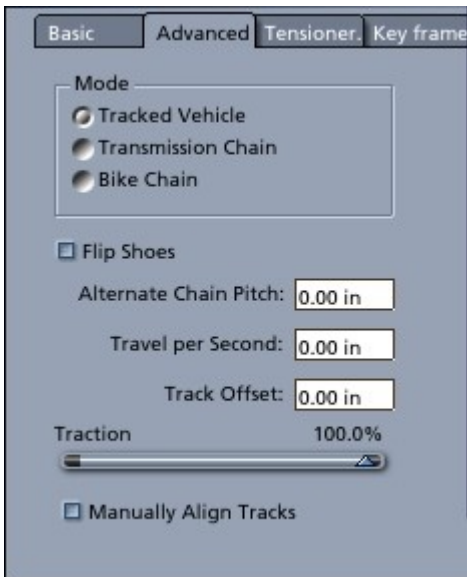 Basic Advanced Tensioner. Key frame
Mode
Tracked Vehicle
Transmission Chain
Bike Chain
Flip Shoes
Alternate Chain Pitch: 0.00 in
Travel per Second: 0.00 in
Track Offset: 0.00 in
Traction 100.0%
Manually Align Tracks